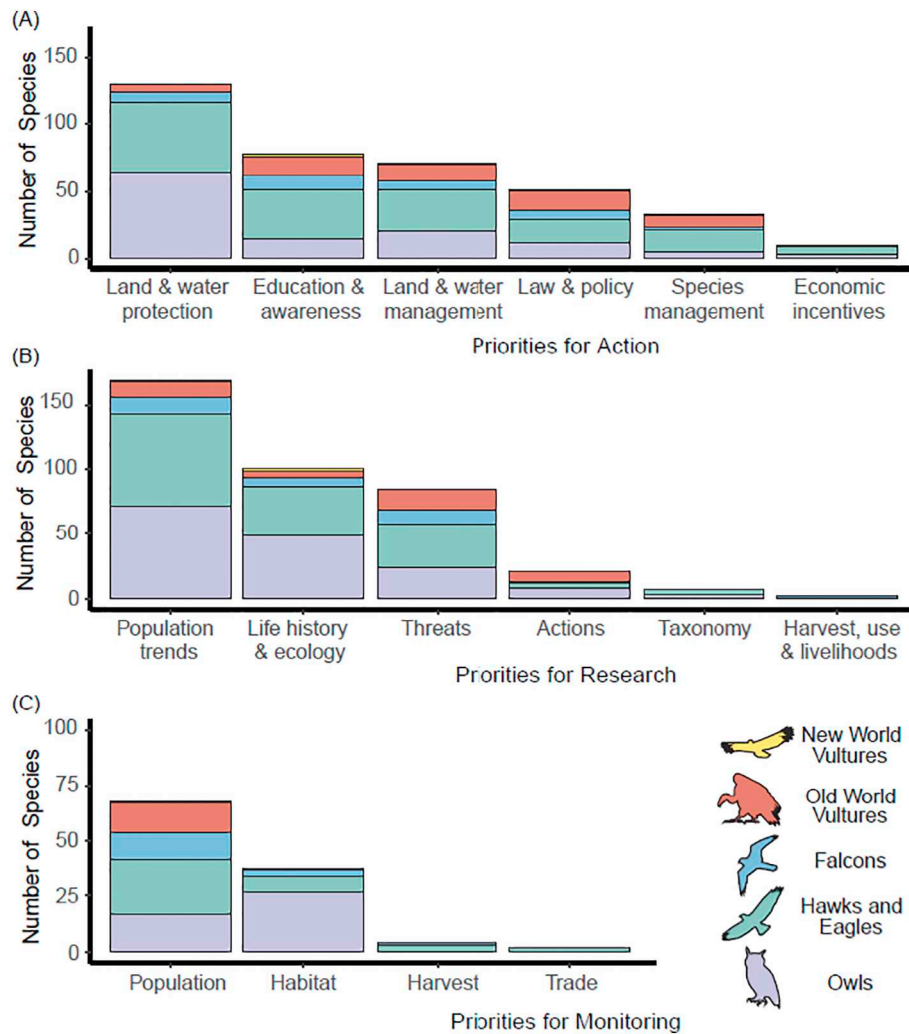 (A)
Number of Species
150
100
50
0
Land & water
protection
Education &
awareness
Land & water
management
Law & policy
Species
management
Economic
incentives
Priorities for Action
(B)
Number of Species
150
100
50
0
Population
trends
Life history
& ecology
Threats
Actions
Taxonomy
Harvest, use
& livelihoods
Priorities for Research
(C)
Number of Species
100
75
50
25
0
Population
Habitat
Harvest
Trade
Priorities for Monitoring
New World
Vultures
Old World
Vultures
Falcons
Hawks and
Eagles
Owls